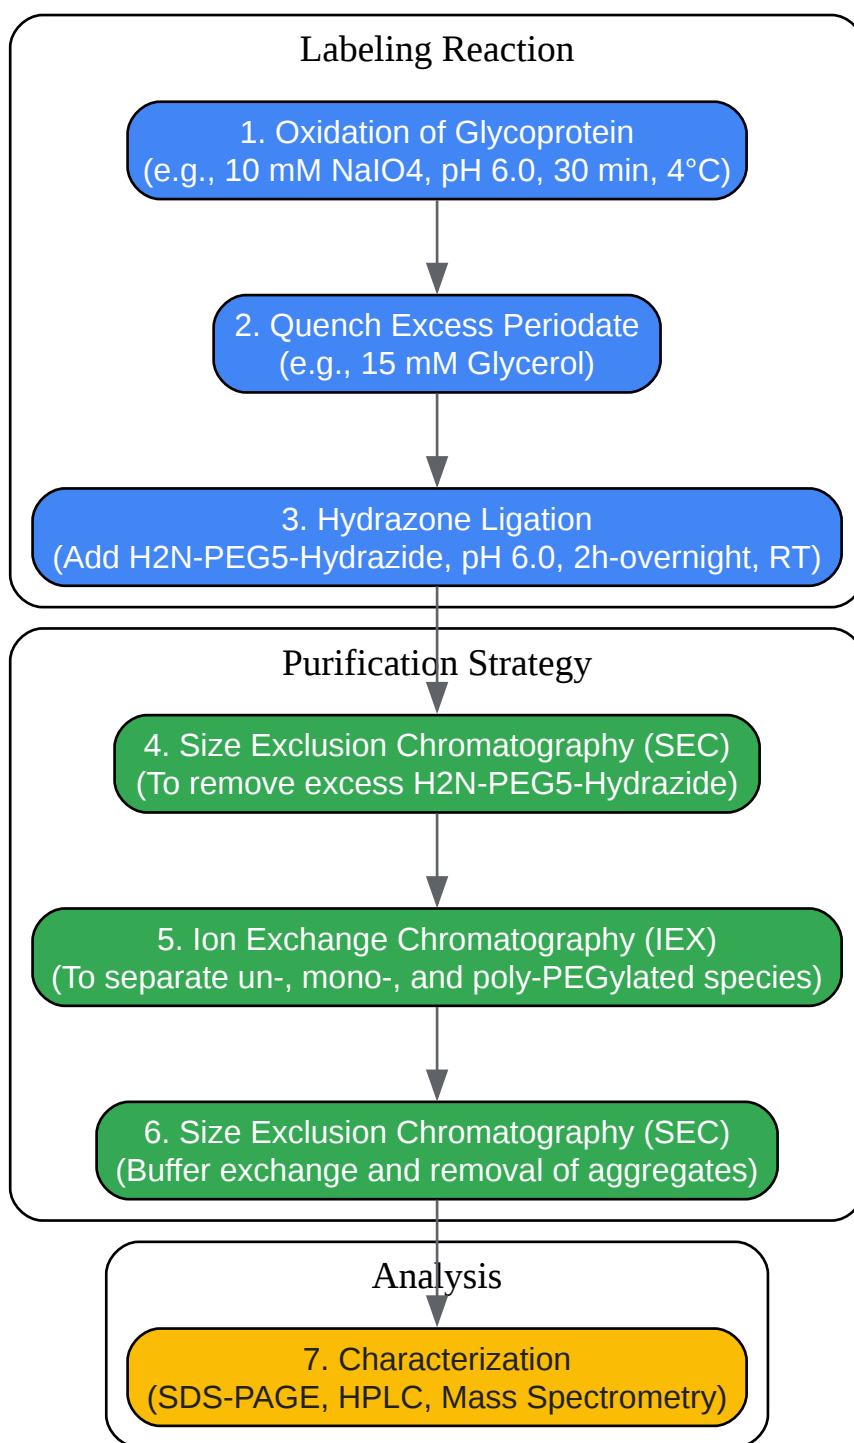 Labeling Reaction
1. Oxidation of Glycoprotein
(e.g., 10 mM NaIO4, pH 6.0, 30 min, 4°C)
2. Quench Excess Periodate
(e.g., 15 mM Glycerol)
3. Hydrazone Ligation
(Add H2N-PEG5-Hydrazide, pH 6.0, 2h-overnight, RT)
Purification Strategy
4. Size Exclusion Chromatography (SEC)
(To remove excess H2N-PEG5-Hydrazide)
5. Ion Exchange Chromatography (IEX)
(To separate un-, mono-, and poly-PEGylated species)
6. Size Exclusion Chromatography (SEC)
(Buffer exchange and removal of aggregates)
Analysis
7. Characterization
(SDS-PAGE, HPLC, Mass Spectrometry)